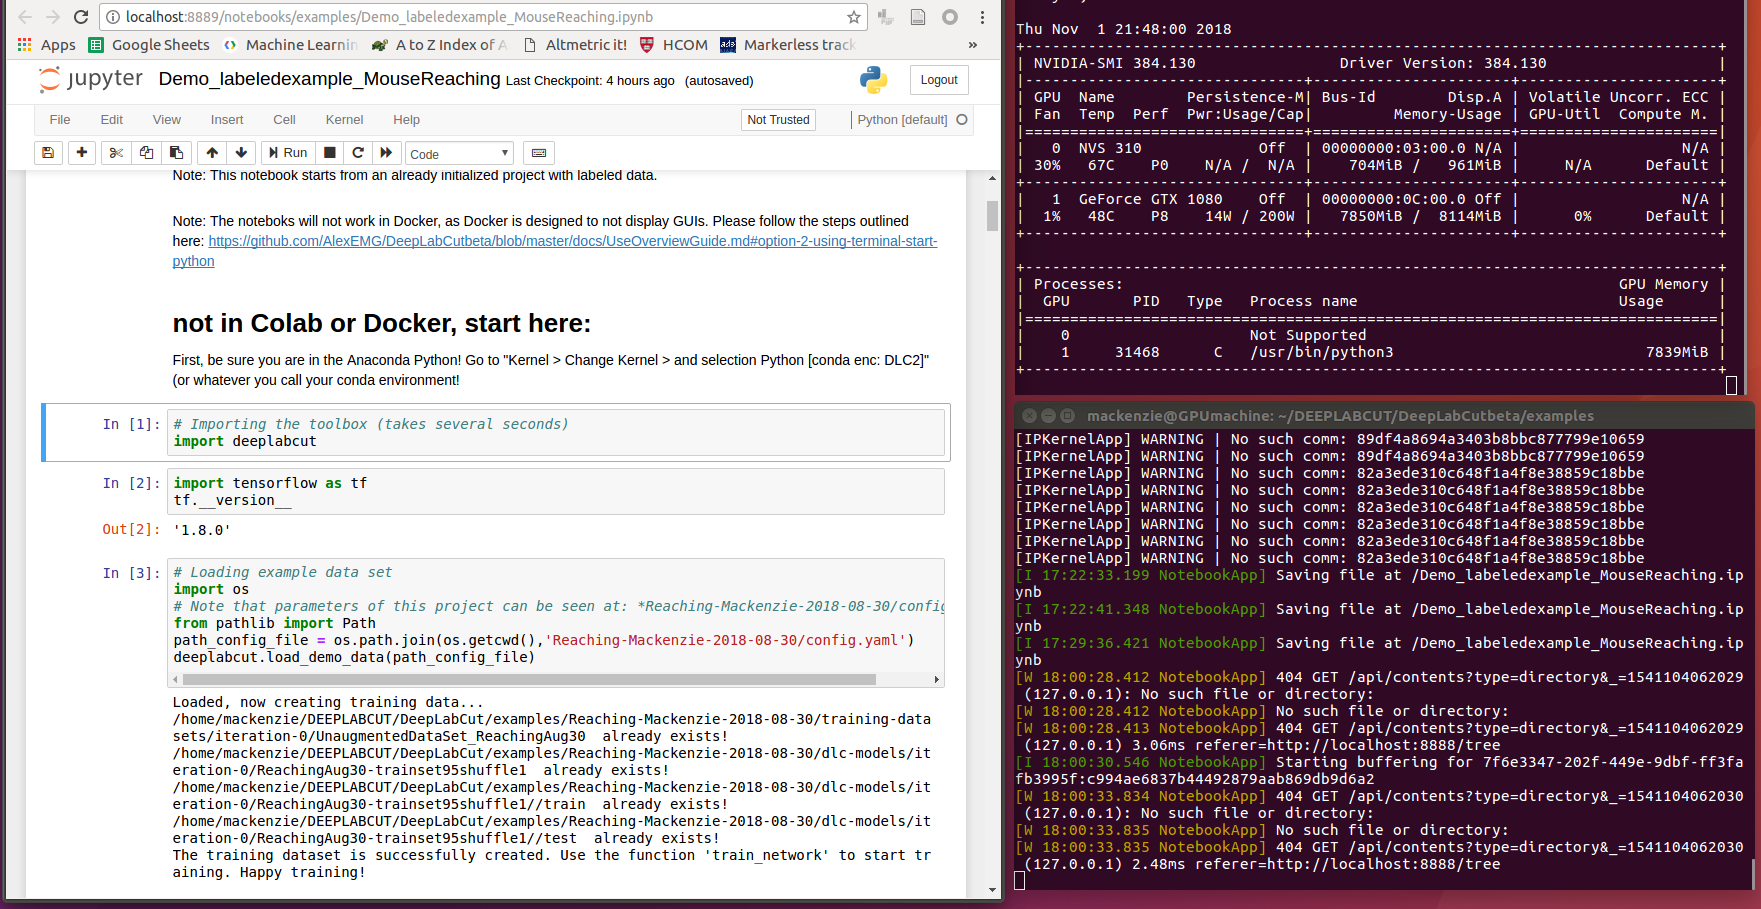 localhost:8889/notebooks/examples/Demo_labeledexample_MouseReaching.ipynb
Apps Google Sheets Machine Learnin A to Z Index of A Altmetric it! HCOM Markerless track »
jupyter Demo_labeledexample_MouseReaching Last Checkpoint: 4 hours ago (autosaved) Logout
File Edit View Insert Cell Kernel Help Not Trusted Python [default]
Run Code
Note: This notebook starts from an already initialized project with labeled data.
Note: The noteboks will not work in Docker, as Docker is designed to not display GUIs. Please follow the steps outlined
here: https://github.com/AlexEMG/DeepLabCutbeta/blob/master/docs/UseOverviewGuide.md#option-2-using-terminal-start-
python
not in Colab or Docker, start here:
First, be sure you are in the Anaconda Python! Go to "Kernel > Change Kernel > and selection Python [conda enc: DLC2]"
(or whatever you call your conda environment!
In [1]: # Importing the toolbox (takes several seconds)
import deeplabcut
In [2]: import tensorflow as tf
tf.__version__
Out[2]: '1.8.0'
In [3]: # Loading example data set
import os
# Note that parameters of this project can be seen at: *Reaching-Mackenzie-2018-08-30/config
from pathlib import Path
path_config_file = os.path.join(os.getcwd(),'Reaching-Mackenzie-2018-08-30/config.yaml')
deeplabcut.load_demo_data(path_config_file)
Loaded, now creating training data...
/home/mackenzie/DEEPLABCUT/DeepLabCut/examples/Reaching-Mackenzie-2018-08-30/training-data
sets/iteration-0/UnaugmentedDataSet_ReachingAug30  already exists!
/home/mackenzie/DEEPLABCUT/DeepLabCut/examples/Reaching-Mackenzie-2018-08-30/dlc-models/it
eration-0/ReachingAug30-trainset95shuffle1  already exists!
/home/mackenzie/DEEPLABCUT/DeepLabCut/examples/Reaching-Mackenzie-2018-08-30/dlc-models/it
eration-0/ReachingAug30-trainset95shuffle1//train  already exists!
/home/mackenzie/DEEPLABCUT/DeepLabCut/examples/Reaching-Mackenzie-2018-08-30/dlc-models/it
eration-0/ReachingAug30-trainset95shuffle1//test  already exists!
The training dataset is successfully created. Use the function 'train_network' to start tr
aining. Happy training!
Thu Nov  1 21:48:00 2018
+-----------------------------------------------------------------------------+
| NVIDIA-SMI 384.130                Driver Version: 384.130                   |
|-------------------------------+----------------------+----------------------+
| GPU  Name        Persistence-M| Bus-Id        Disp.A | Volatile Uncorr. ECC |
| Fan  Temp  Perf  Pwr:Usage/Cap|         Memory-Usage | GPU-Util  Compute M. |
|===============================+======================+======================|
|   0  NVS 310             Off  | 00000000:03:00.0 N/A |                  N/A |
| 30%   67C    P0    N/A /  N/A |    704MiB /   961MiB |     N/A      Default |
+-------------------------------+----------------------+----------------------+
|   1  GeForce GTX 1080    Off  | 00000000:0C:00.0 Off |                  N/A |
|  1%   48C    P8    14W / 200W |   7850MiB /  8114MiB |      0%      Default |
+-------------------------------+----------------------+----------------------+
+-----------------------------------------------------------------------------+
| Processes:                                                       GPU Memory |
|  GPU       PID   Type   Process name                             Usage      |
|=============================================================================|
|    0                    Not Supported                                       |
|    1     31468      C   /usr/bin/python3                            7839MiB |
+-----------------------------------------------------------------------------+
mackenzie@GPUmachine: ~/DEEPLABCUT/DeepLabCutbeta/examples
[IPKernelApp] WARNING | No such comm: 89df4a8694a3403b8bbc877799e10659
[IPKernelApp] WARNING | No such comm: 89df4a8694a3403b8bbc877799e10659
[IPKernelApp] WARNING | No such comm: 82a3ede310c648f1a4f8e38859c18bbe
[IPKernelApp] WARNING | No such comm: 82a3ede310c648f1a4f8e38859c18bbe
[IPKernelApp] WARNING | No such comm: 82a3ede310c648f1a4f8e38859c18bbe
[IPKernelApp] WARNING | No such comm: 82a3ede310c648f1a4f8e38859c18bbe
[IPKernelApp] WARNING | No such comm: 82a3ede310c648f1a4f8e38859c18bbe
[IPKernelApp] WARNING | No such comm: 82a3ede310c648f1a4f8e38859c18bbe
[I 17:22:33.199 NotebookApp] Saving file at /Demo_labeledexample_MouseReaching.ip
ynb
[I 17:22:41.348 NotebookApp] Saving file at /Demo_labeledexample_MouseReaching.ip
ynb
[I 17:29:36.421 NotebookApp] Saving file at /Demo_labeledexample_MouseReaching.ip
ynb
[W 18:00:28.412 NotebookApp] 404 GET /api/contents?type=directory&_=1541104062029
(127.0.0.1): No such file or directory:
[W 18:00:28.412 NotebookApp] No such file or directory:
[W 18:00:28.413 NotebookApp] 404 GET /api/contents?type=directory&_=1541104062029
(127.0.0.1) 3.06ms referer=http://localhost:8888/tree
[I 18:00:30.546 NotebookApp] Starting buffering for 7f6e3347-202f-449e-9dbf-ff3fa
fb3995f:c994ae6837b44492879aab869db9d6a2
[W 18:00:33.834 NotebookApp] 404 GET /api/contents?type=directory&_=1541104062030
(127.0.0.1): No such file or directory:
[W 18:00:33.835 NotebookApp] No such file or directory:
[W 18:00:33.835 NotebookApp] 404 GET /api/contents?type=directory&_=1541104062030
(127.0.0.1) 2.48ms referer=http://localhost:8888/tree